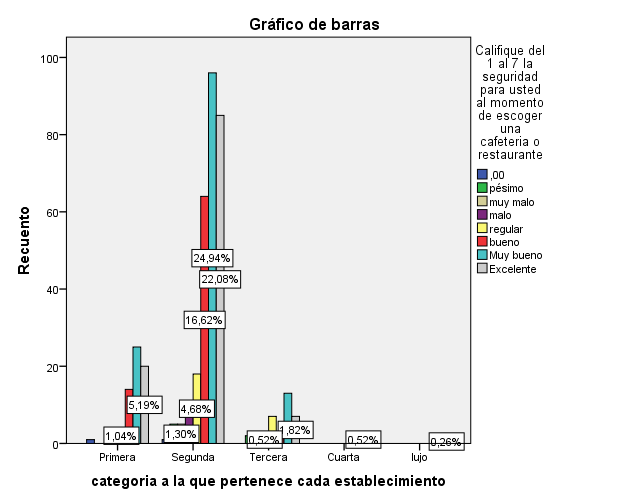 Gráfico de barras
Recuento
100
80
60
40
20
0
24,94%
22,08%
16,62%
5,19%
1,04%
4,68%
1,30%
0,52%
1,82%
0,52%
0,26%
Primera
Segunda
Tercera
Cuarta
lujo
categoria a la que pertenece cada establecimiento
Califique del
1 al 7 la
seguridad
para usted
al momento
de escoger
una
cafeteria o
restaurante
,00
pésimo
muy malo
malo
regular
bueno
Muy bueno
Excelente